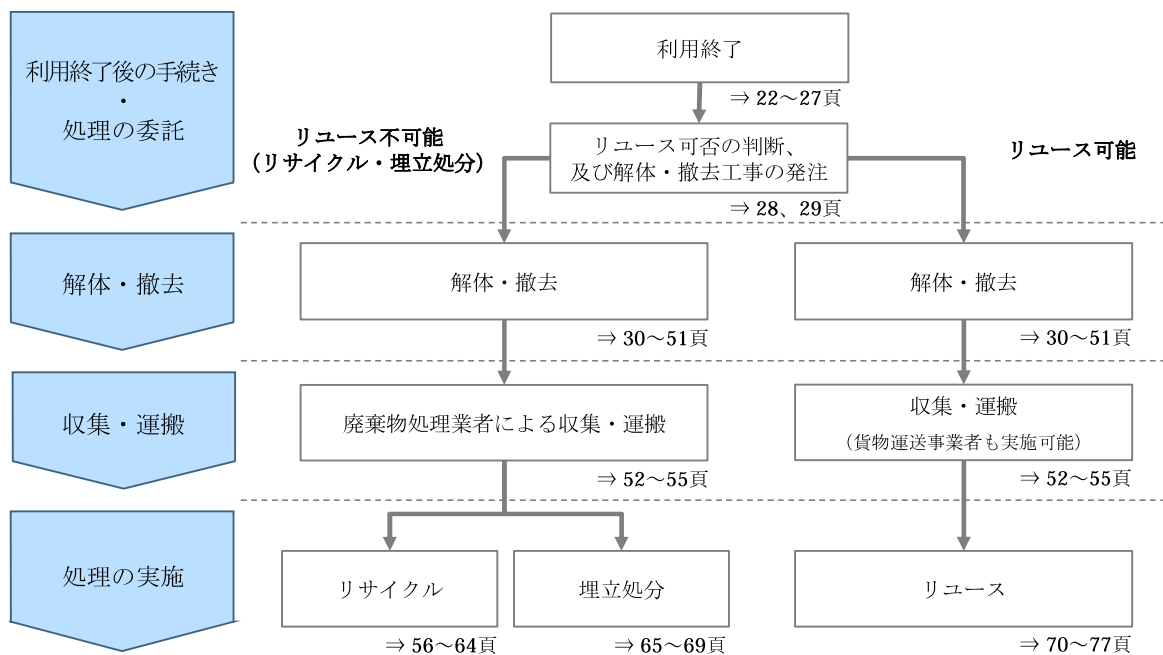 利用終了後の手続き
・
処理の委託
利用終了
⇒ 22～27頁
リユース不可能
（リサイクル・埋立処分）
リユース可否の判断、
及び解体・撤去工事の発注
リユース可能
⇒ 28、29頁
解体・撤去
解体・撤去
解体・撤去
⇒ 30～51頁
⇒ 30～51頁
収集・運搬
廃棄物処理業者による収集・運搬
収集・運搬
（貨物運送事業者も実施可能）
⇒ 52～55頁
⇒ 52～55頁
処理の実施
リサイクル
埋立処分
リユース
⇒ 56～64頁
⇒ 65～69頁
⇒ 70～77頁